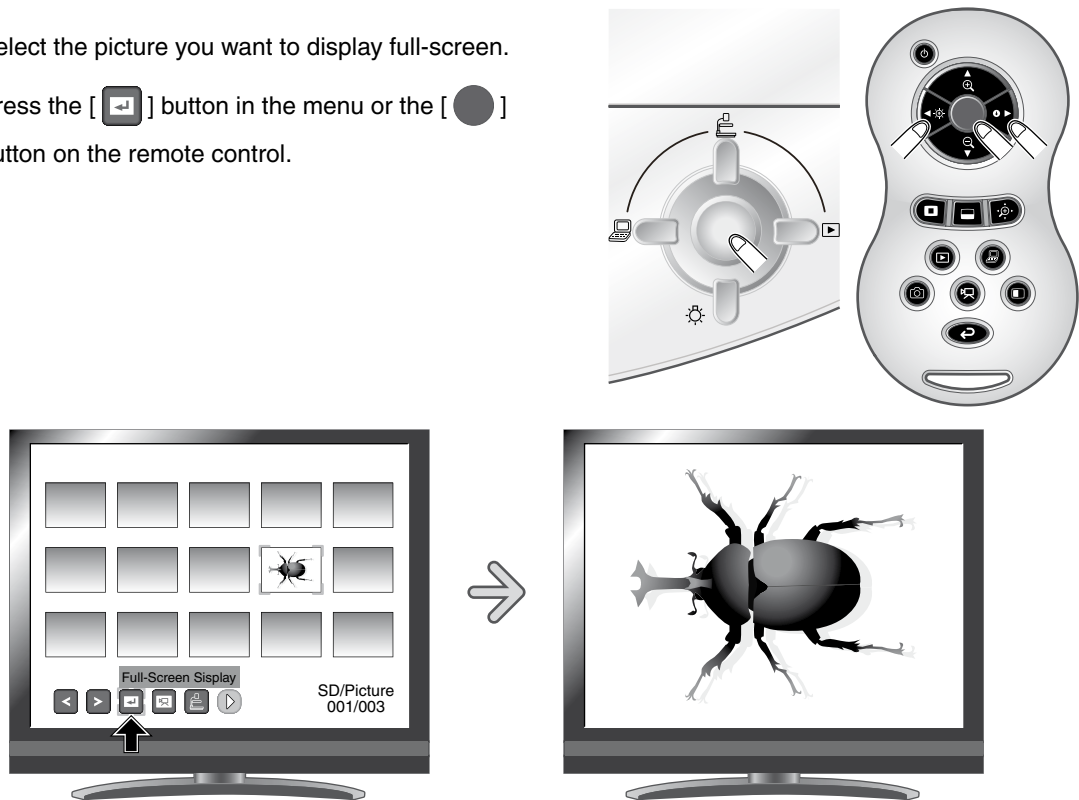 elect the picture you want to display full-screen.
ress the [ ] button in the menu or the [ ]
utton on the remote control.
Full-Screen Sisplay
SD/Picture
001/003